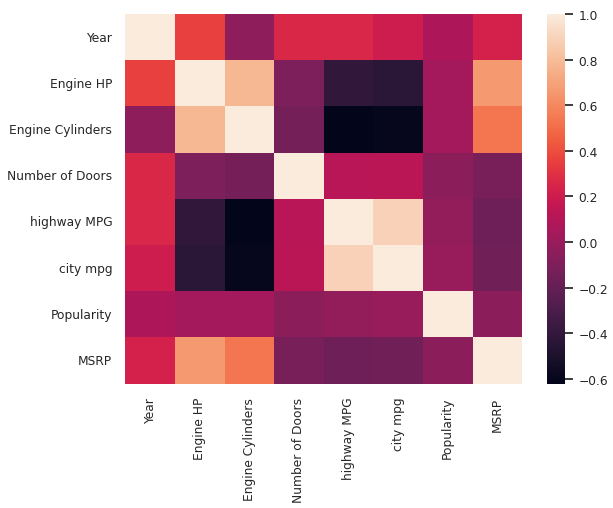 Year
Engine HP
Engine Cylinders
Number of Doors
highway MPG
city mpg
Popularity
MSRP
Year
Engine HP
Engine Cylinders
Number of Doors
highway MPG
city mpg
Popularity
MSRP
1.0
0.8
0.6
0.4
0.2
0.0
−0.2
−0.4
−0.6